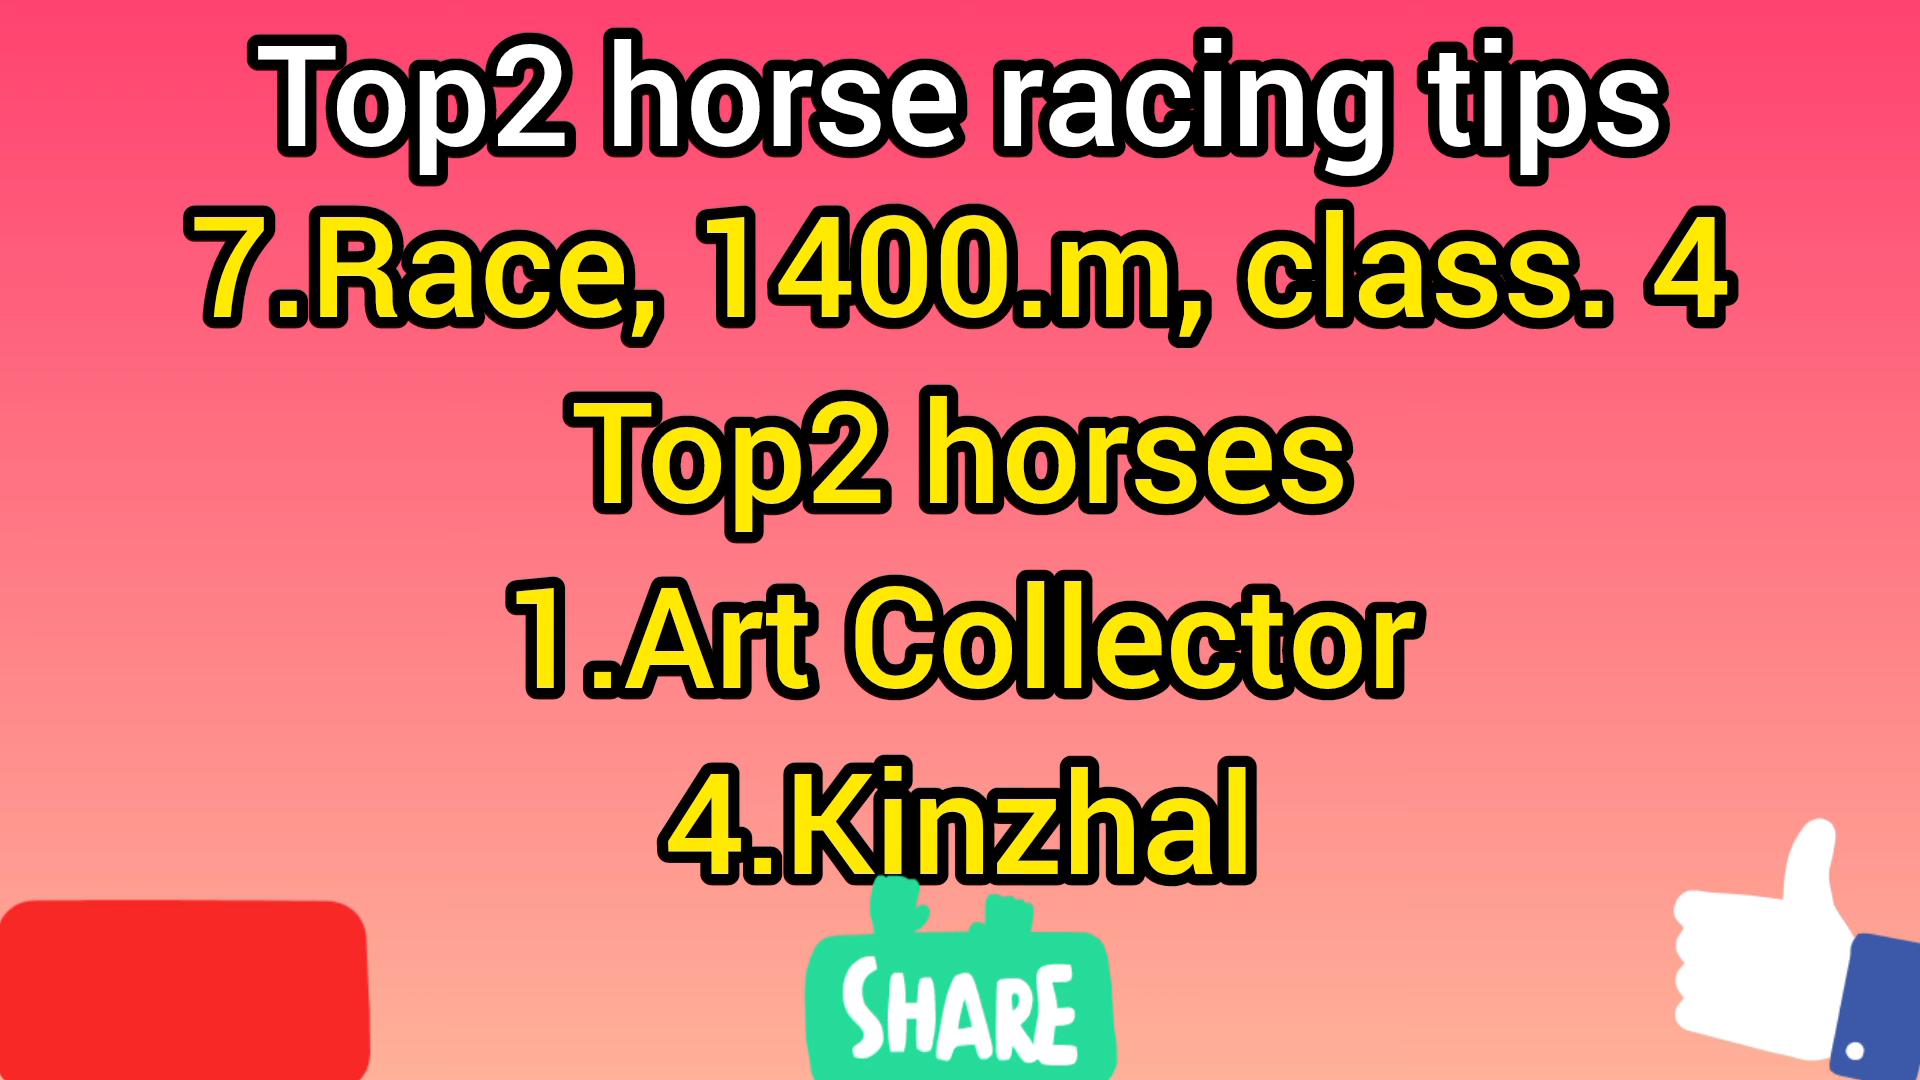 Top2 horse racing tips
7.Race, 1400.m, class. 4
Top2 horses
1.Art Collector
4.Kinzhal
SHARE